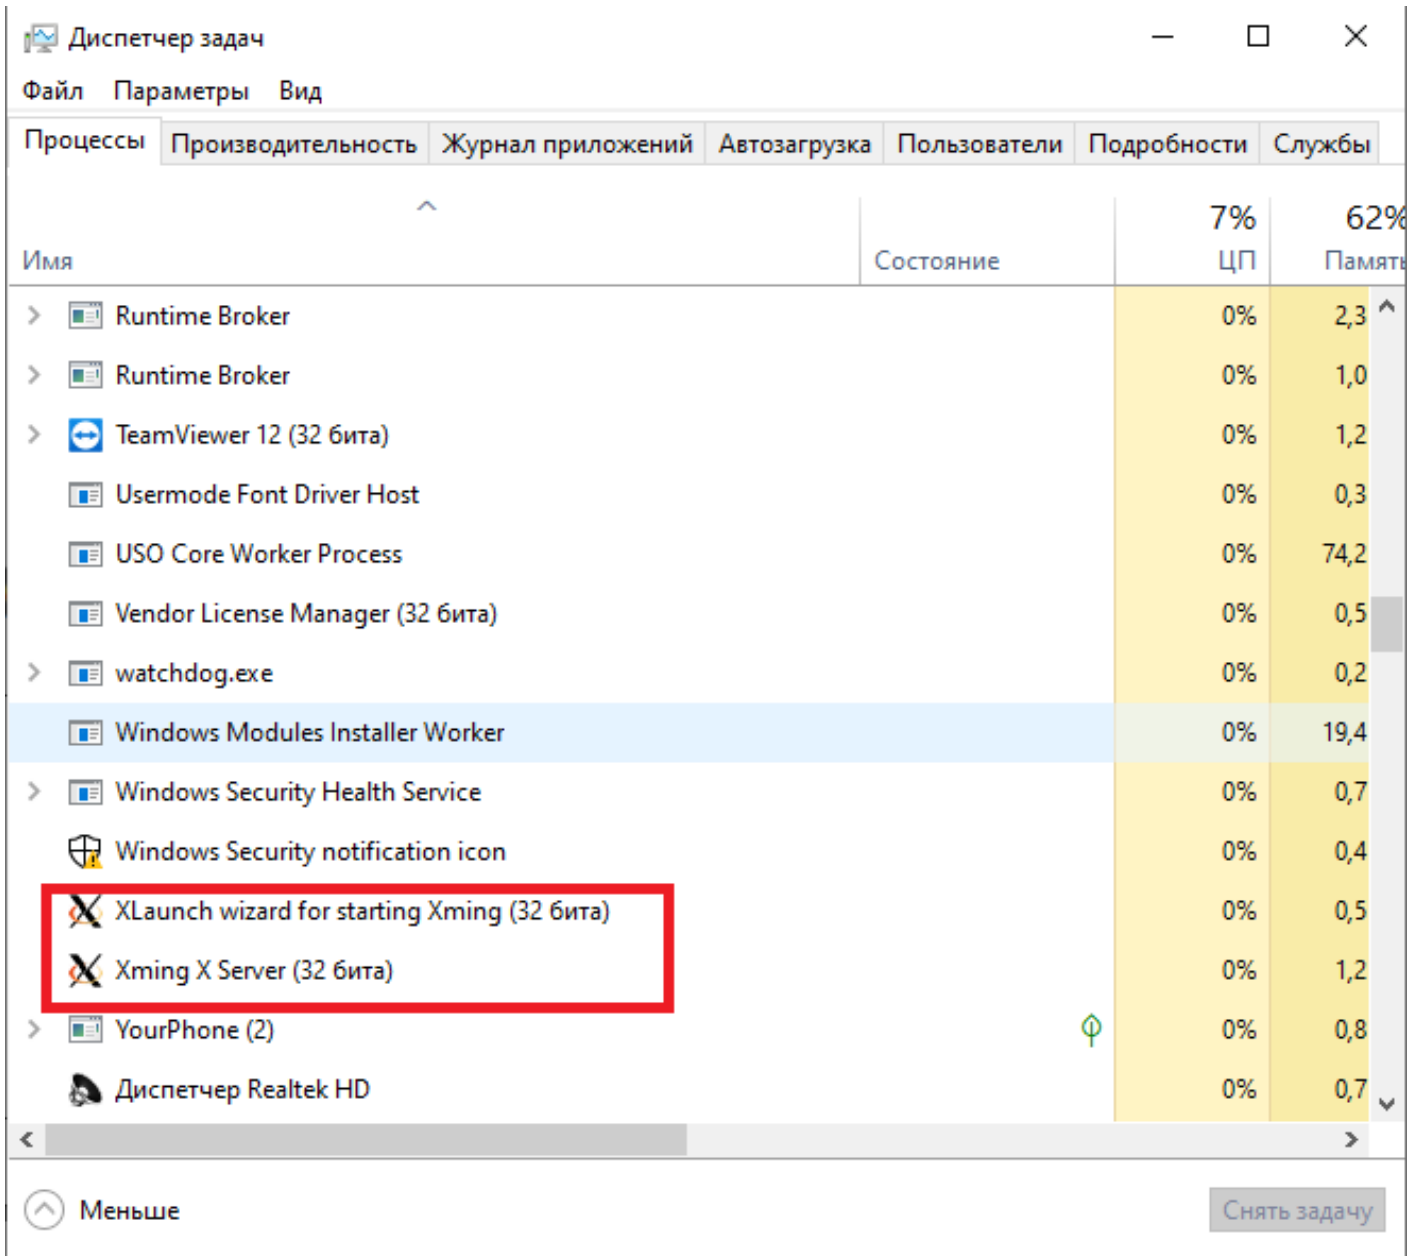 Диспетчер задач
Файл Параметры Вид
Процессы Производительность Журнал приложений Автозагрузка Пользователи Подробности Службы
7% 62%
Имя Состояние ЦП Память
Runtime Broker 0% 2,3
Runtime Broker 0% 1,0
TeamViewer 12 (32 бита) 0% 1,2
Usermode Font Driver Host 0% 0,3
USO Core Worker Process 0% 74,2
Vendor License Manager (32 бита) 0% 0,5
watchdog.exe 0% 0,2
Windows Modules Installer Worker 0% 19,4
Windows Security Health Service 0% 0,7
Windows Security notification icon 0% 0,4
XLaunch wizard for starting Xming (32 бита) 0% 0,5
Xming X Server (32 бита) 0% 1,2
YourPhone (2) 0% 0,8
Диспетчер Realtek HD 0% 0,7
Меньше Снять задачу